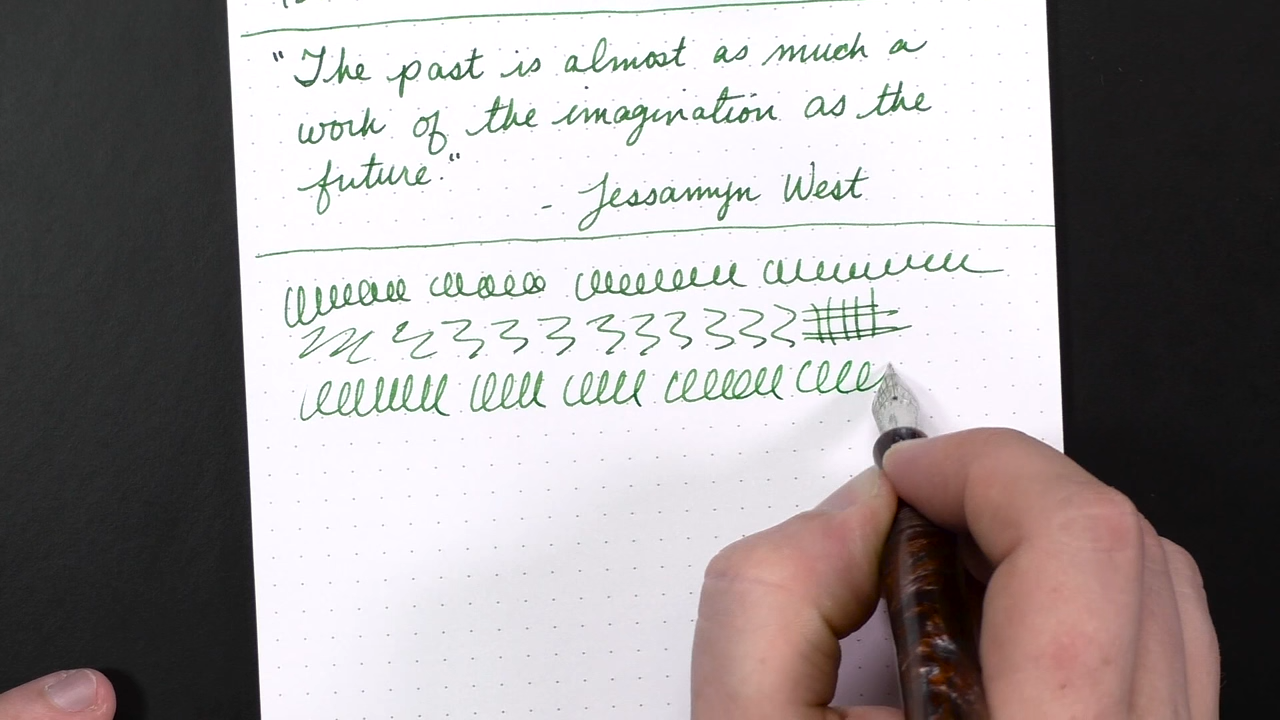 "The past is almost as much a
work of the imagination as the
future."
- Jessamyn West